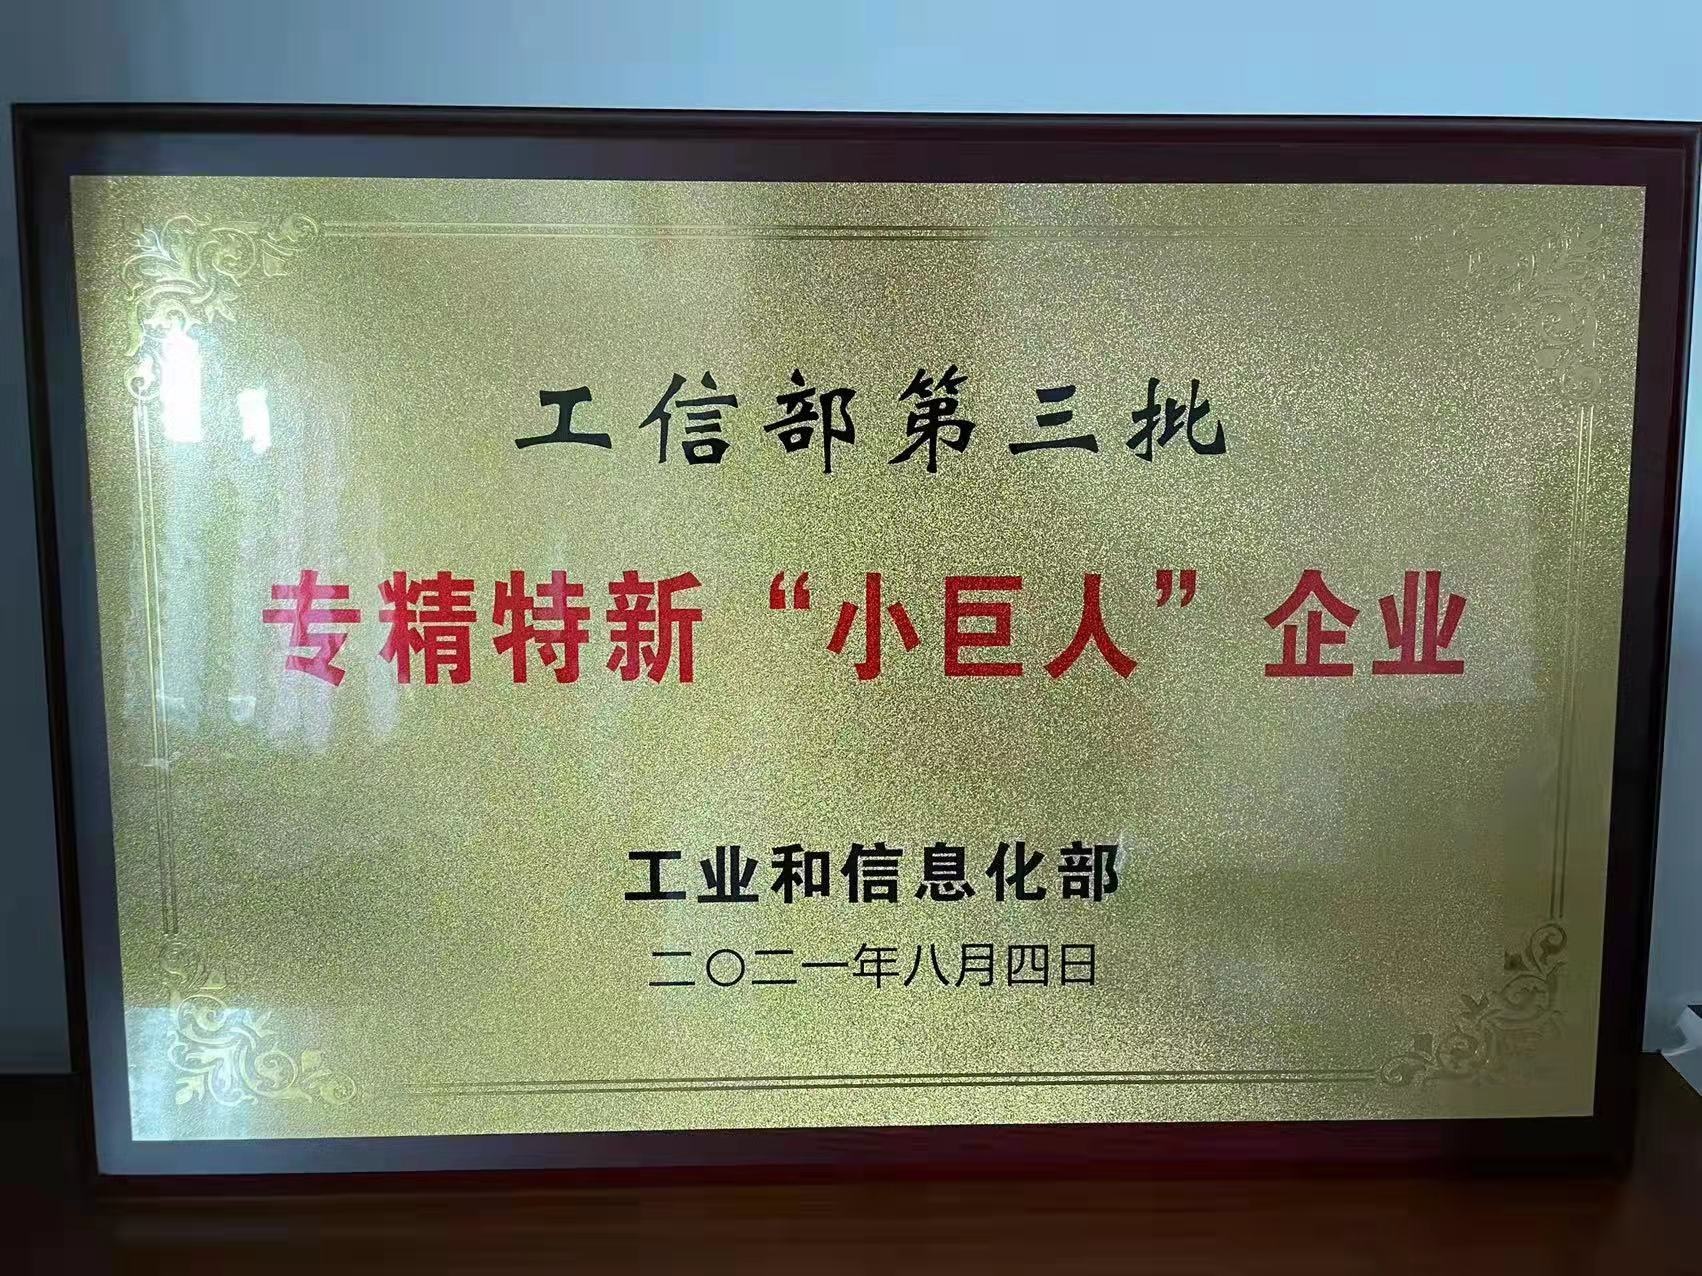 工信部第三批
专精特新“小巨人”企业
工业和信息化部
二〇二一年八月四日